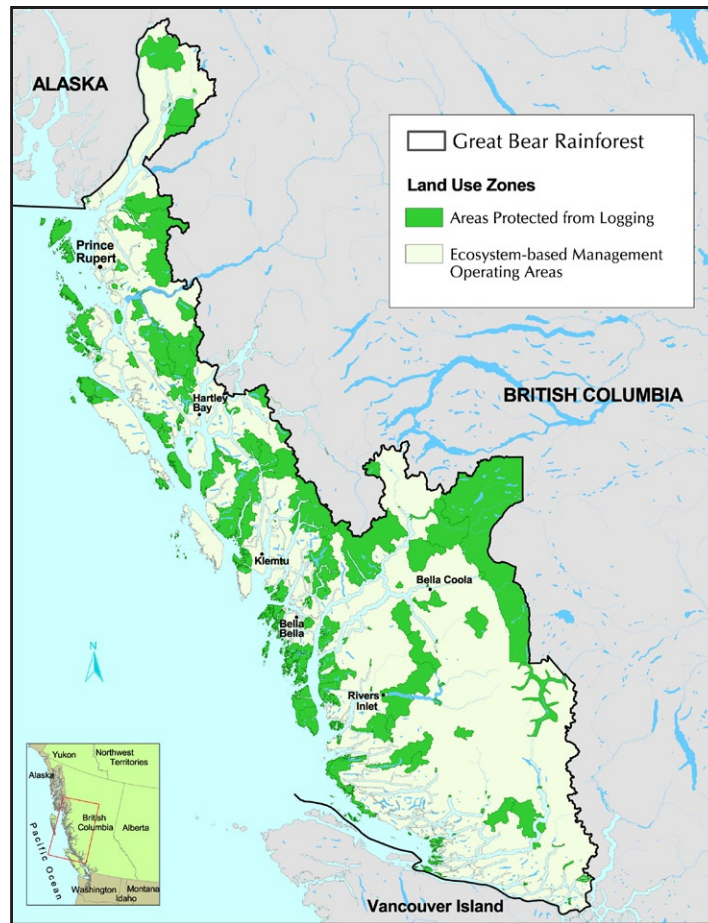 ALASKA
Great Bear Rainforest
Land Use Zones
Areas Protected from Logging
Ecosystem-based Management
Operating Areas
Prince
Rupert
BRITISH COLUMBIA
Hartley
Bay
Klemtu
Bella Coola
Bella
Bella
Rivers
Inlet
N
Yukon
Northwest
Territories
Alaska
British
Columbia
Alberta
Pacific Ocean
Washington
Montana
Idaho
Vancouver Island